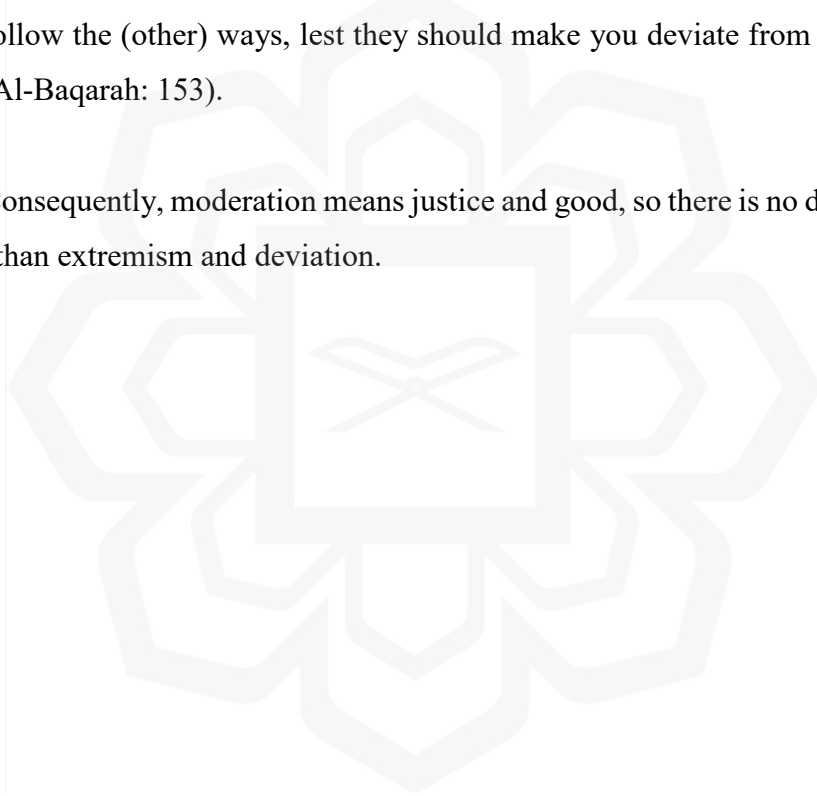 ollow the (other) ways, lest they should make you deviate from
Al-Baqarah: 153).
onsequently, moderation means justice and good, so there is no d
than extremism and deviation.